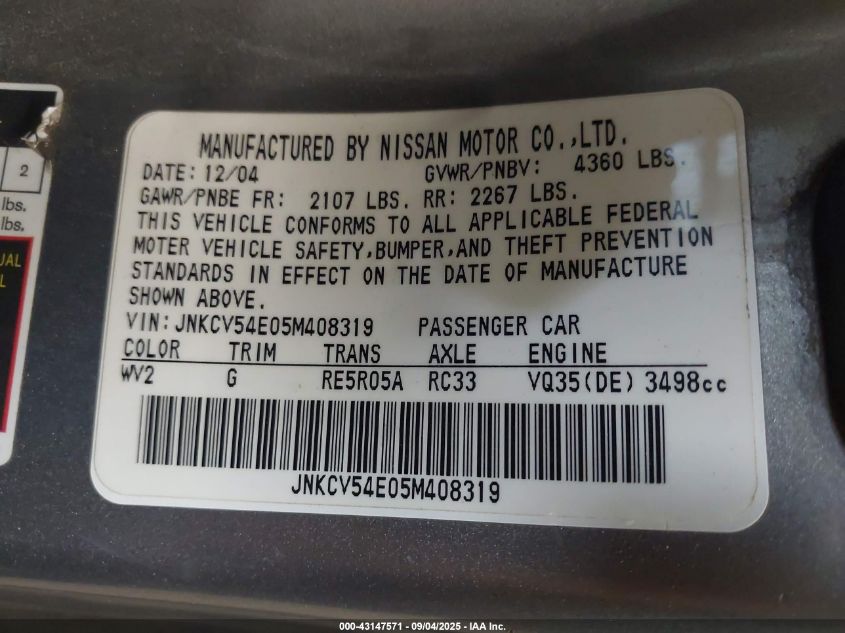 2
lbs.
lbs.
UAL
L
MANUFACTURED BY NISSAN MOTOR CO.,LTD.
DATE: 12/04 GVWR/PNBV: 4360 LBS.
GAWR/PNBE FR: 2107 LBS. RR: 2267 LBS.
THIS VEHICLE CONFORMS TO ALL APPLICABLE FEDERAL
MOTER VEHICLE SAFETY,BUMPER,AND THEFT PREVENTION
STANDARDS IN EFFECT ON THE DATE OF MANUFACTURE
SHOWN ABOVE.
VIN: JNKCV54E05M408319 PASSENGER CAR
COLOR TRIM TRANS AXLE ENGINE
WV2 G RE5R05A RC33 VQ35(DE) 3498cc
JNKCV54E05M408319
000-43147571 - 09/04/2025 - IAA Inc.